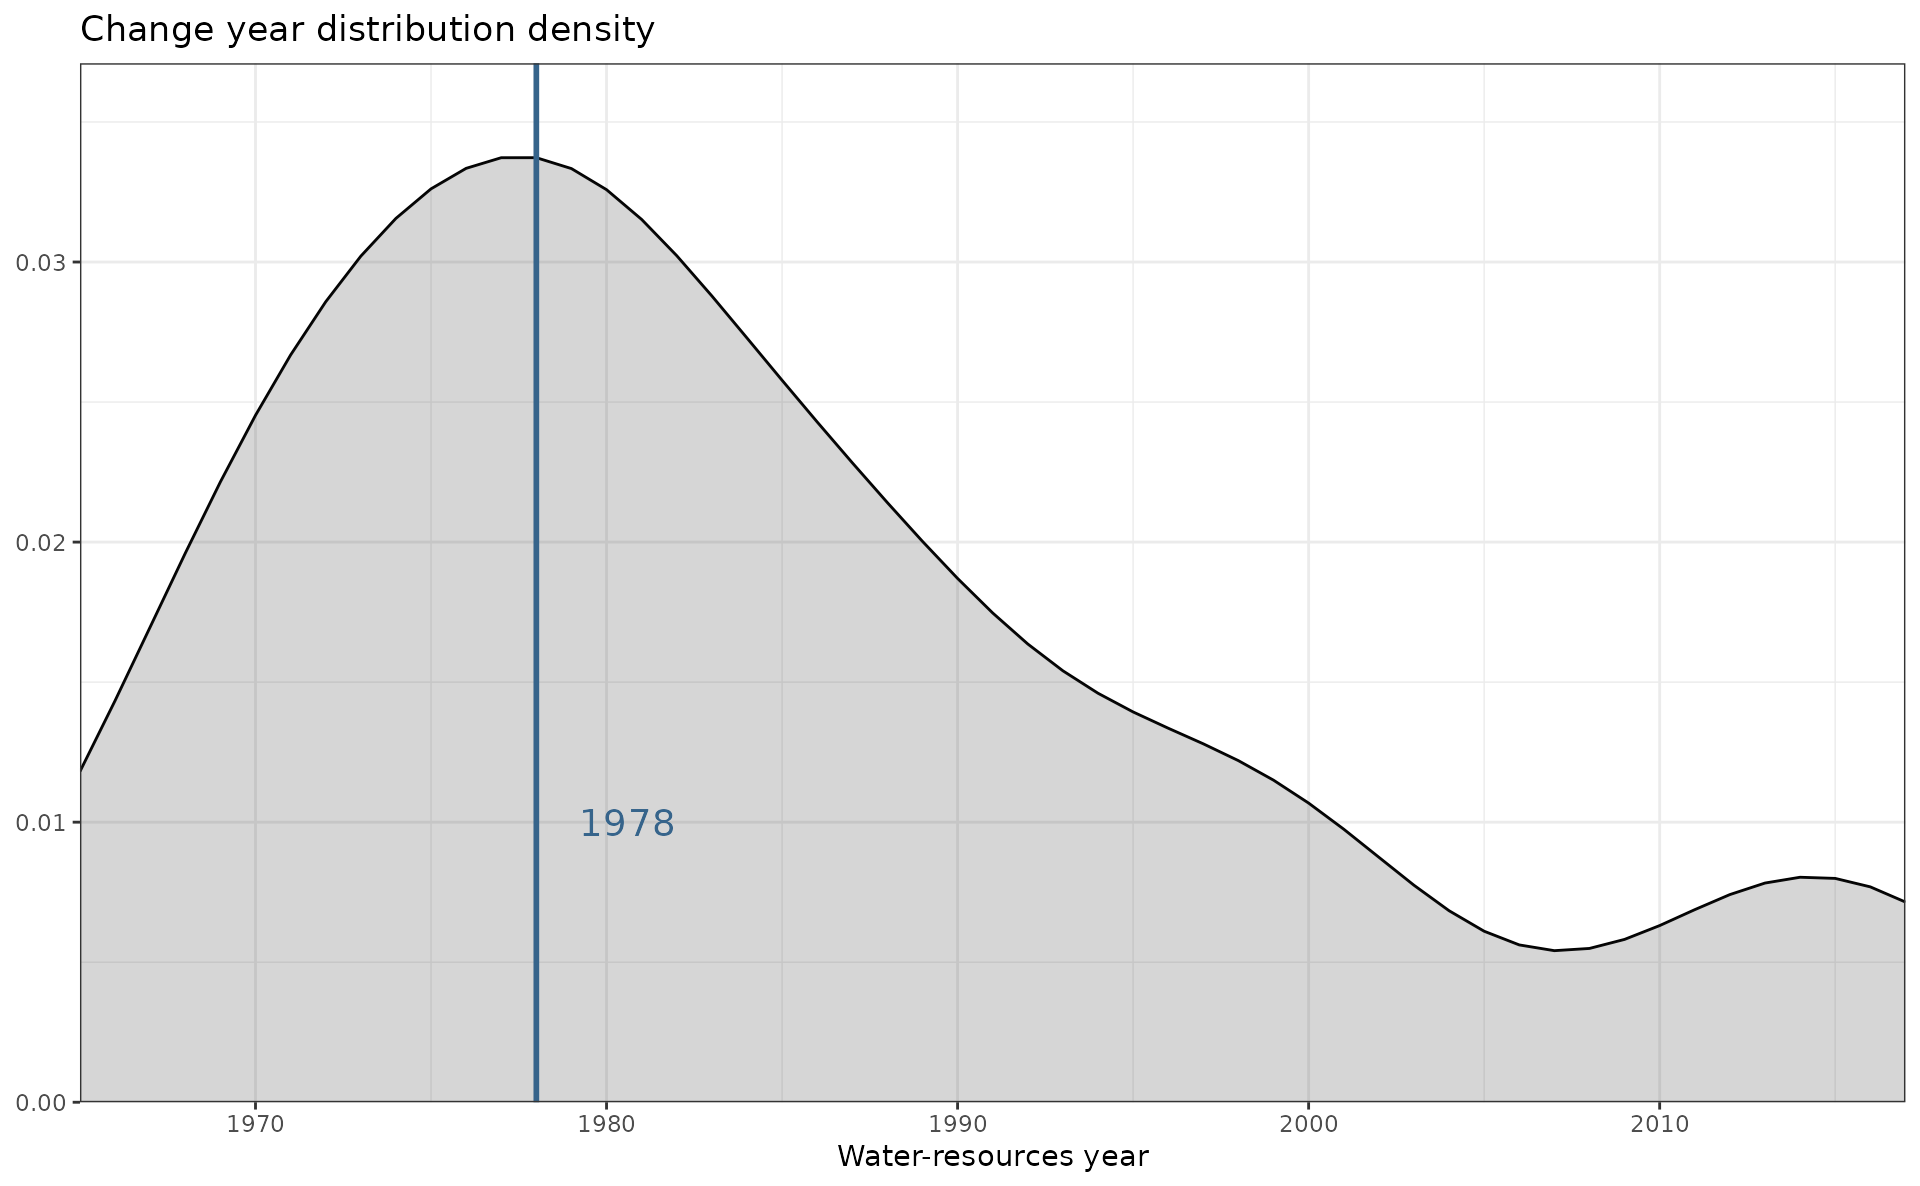 Change year distribution density
0.03
0.02
0.01
0.00
1978
1970 1980 1990 2000 2010
Water-resources year